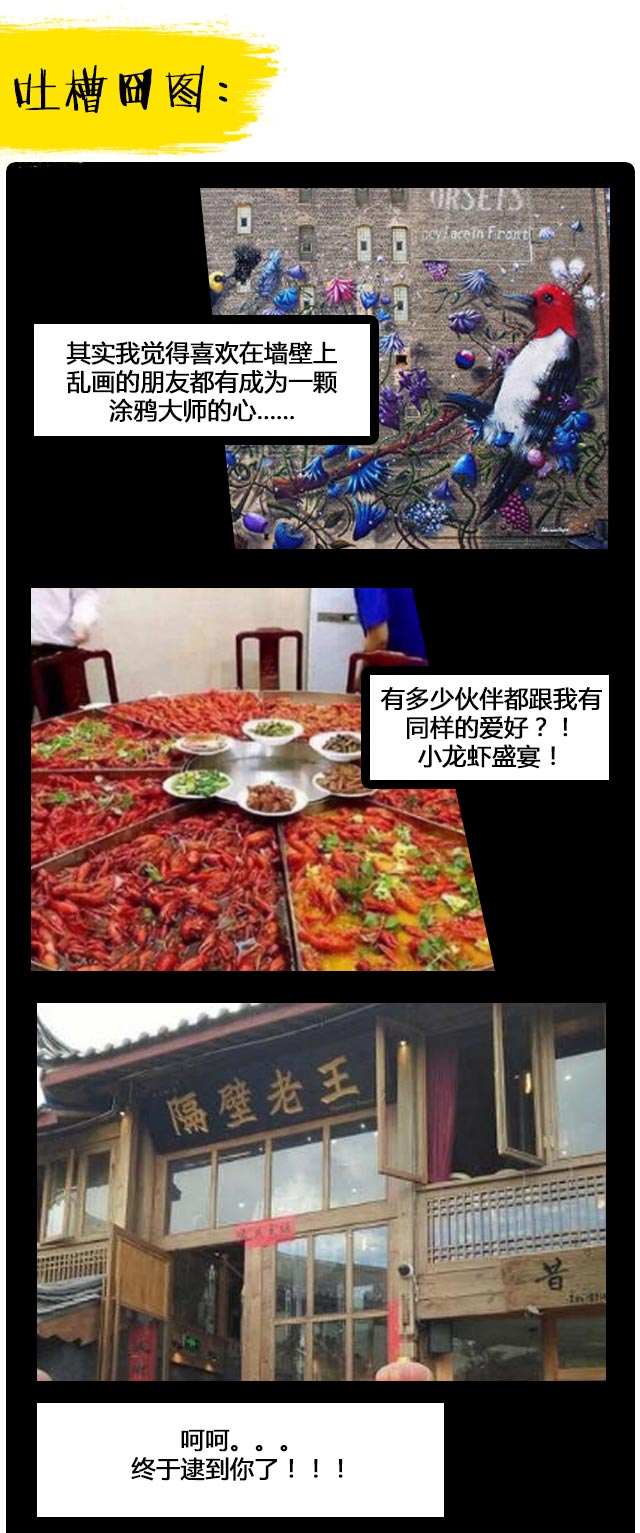 吐槽囧图：
ORSETS
其实我觉得喜欢在墙壁上
乱画的朋友都有成为一颗
涂鸦大师的心......
有多少伙伴都跟我有
同样的爱好？！
小龙虾盛宴！
隔壁老王
昔
呵呵。。。
终于逮到你了！！！